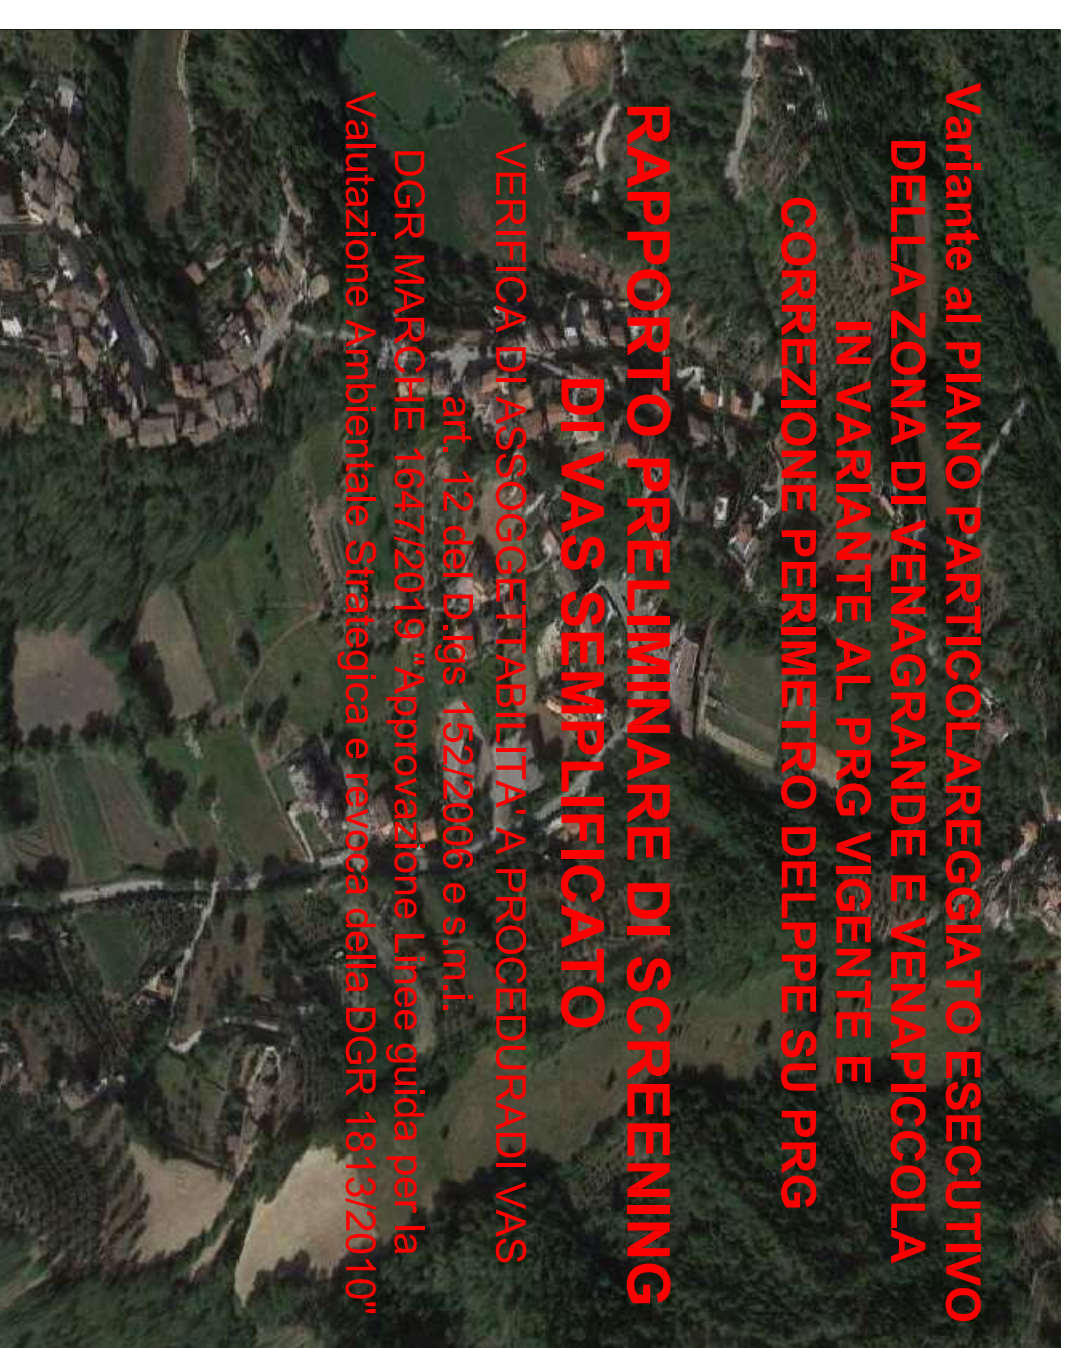 Variante al PIANO PARTICOLAREGGIATO ESECUTIVO
DELLA ZONA DI VENAGRANDE E VENAPICCOLA
IN VARIANTE AL PRG VIGENTE E
CORREZIONE PERIMETRO DEL PPE SU PRG
RAPPORTO PRELIMINARE DI SCREENING
DI VAS SEMPLIFICATO
VERIFICA DI ASSOGGETTABILITA' A PROCEDURADI VAS
art. 12 del D.lgs 152/2006 e s.m.i.
DGR MARCHE 1647/2019 "Approvazione Linee guida per la
Valutazione Ambientale Strategica e revoca della DGR 1813/2010"